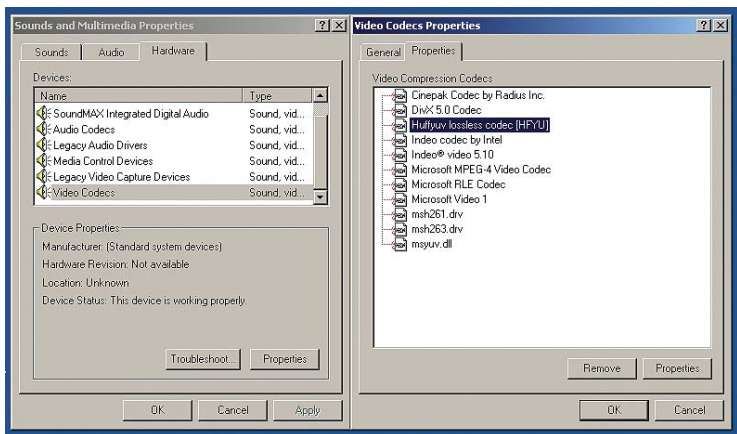 Sounds and Multimedia Properties
Sounds Audio Hardware
Devices:
Name Type
SoundMAX Integrated Digital Audio Sound, vid...
Audio Codecs Sound, vid...
Legacy Audio Drivers Sound, vid...
Media Control Devices Sound, vid...
Legacy Video Capture Devices Sound, vid...
Video Codecs Sound, vid...
Device Properties
Manufacturer: (Standard system devices)
Hardware Revision: Not available
Location: Unknown
Device Status: This device is working properly.
Troubleshoot... Properties
OK Cancel Apply
Video Codecs Properties
General Properties
Video Compression Codecs
Cinepak Codec by Radius Inc.
DivX 5.0 Codec
Huffyuv lossless codec [HFYU]
Indeo codec by Intel
Indeo® video 5.10
Microsoft MPEG-4 Video Codec
Microsoft RLE Codec
Microsoft Video 1
msh261.drv
msh263.drv
msyuv.dll
Remove Properties
OK Cancel